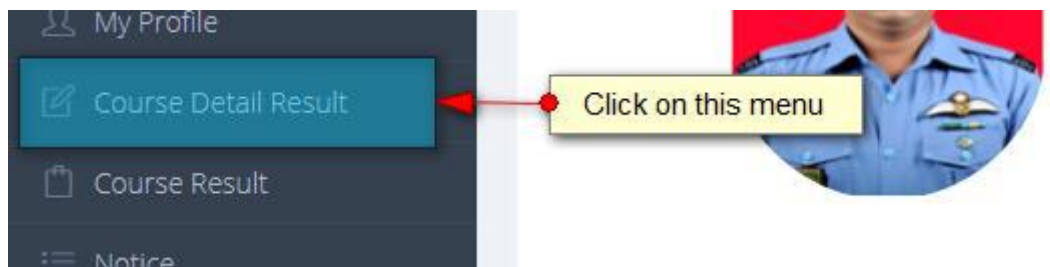 My Profile
Course Detail Result
Click on this menu
Course Result
Notice